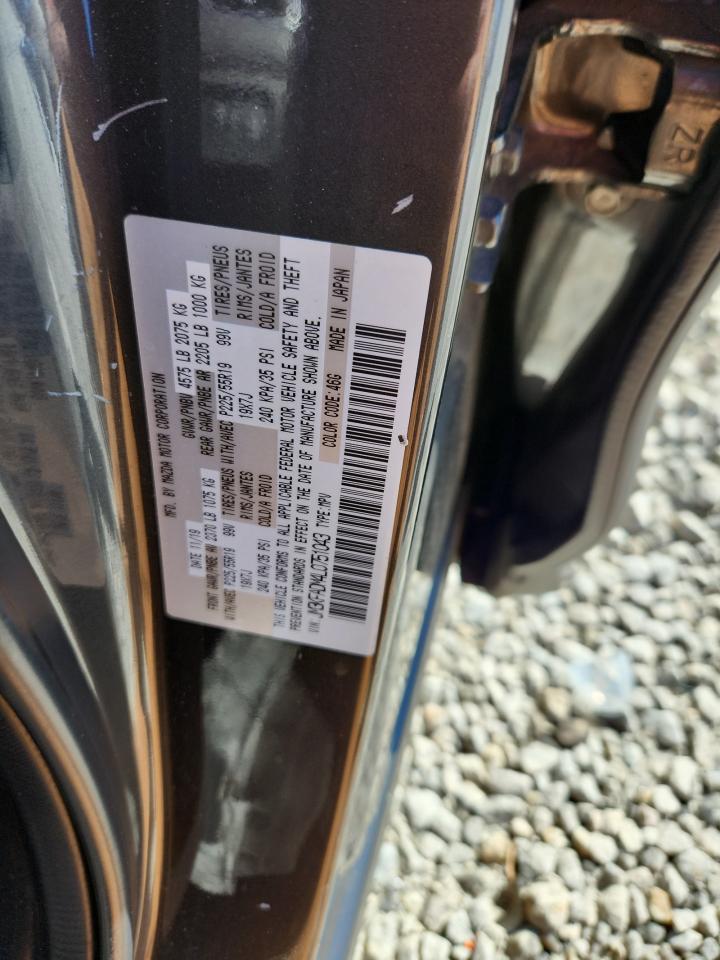 MFD. BY MAZDA MOTOR CORPORATION
DATE 11/19 GVWR/PNBV 4575 LB 2075 KG
FRONT GAWR/PNBE AV 2370 LB 1075 KG REAR GAWR/PNBE AR 2205 LB 1000 KG
WITH/AVEC P225/55R19 99V TIRES/PNEUS WITH/AVEC P225/55R19 99V TIRES/PNEUS
19X7J RIMS/JANTES 19X7J RIMS/JANTES
240 KPA/35 PSI COLD/A FROID 240 KPA/35 PSI COLD/A FROID
THIS VEHICLE CONFORMS TO ALL APPLICABLE FEDERAL MOTOR VEHICLE SAFETY AND THEFT
PREVENTION STANDARDS IN EFFECT ON THE DATE OF MANUFACTURE SHOWN ABOVE.
VIN: TYPE:MPV COLOR CODE:46G MADE IN JAPAN
ZR